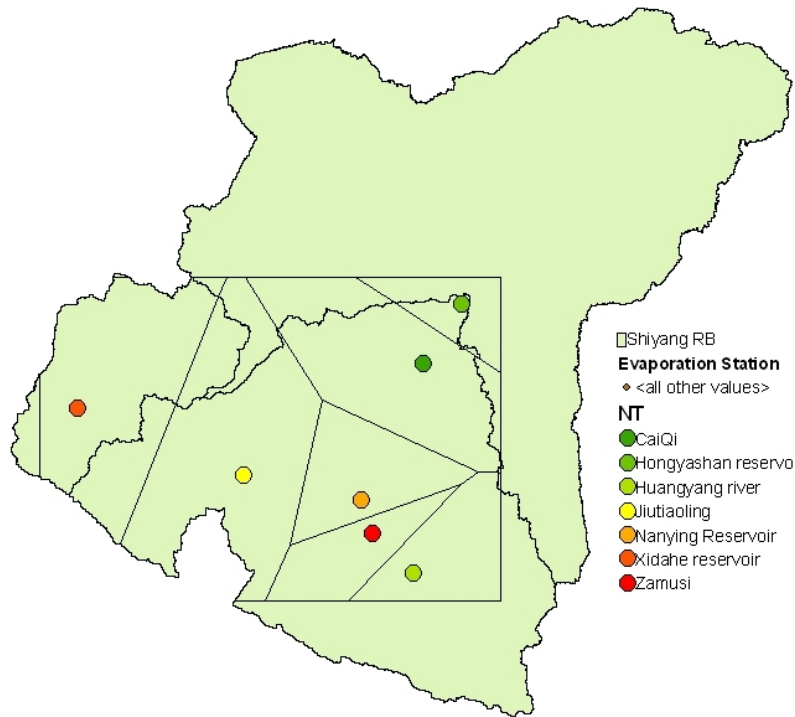 Shiyang RB
Evaporation Station
<all other values>
NT
CaiQi
Hongyashan reservo
Huangyang river
Jiutiaoling
Nanying Reservoir
Xidahe reservoir
Zamusi